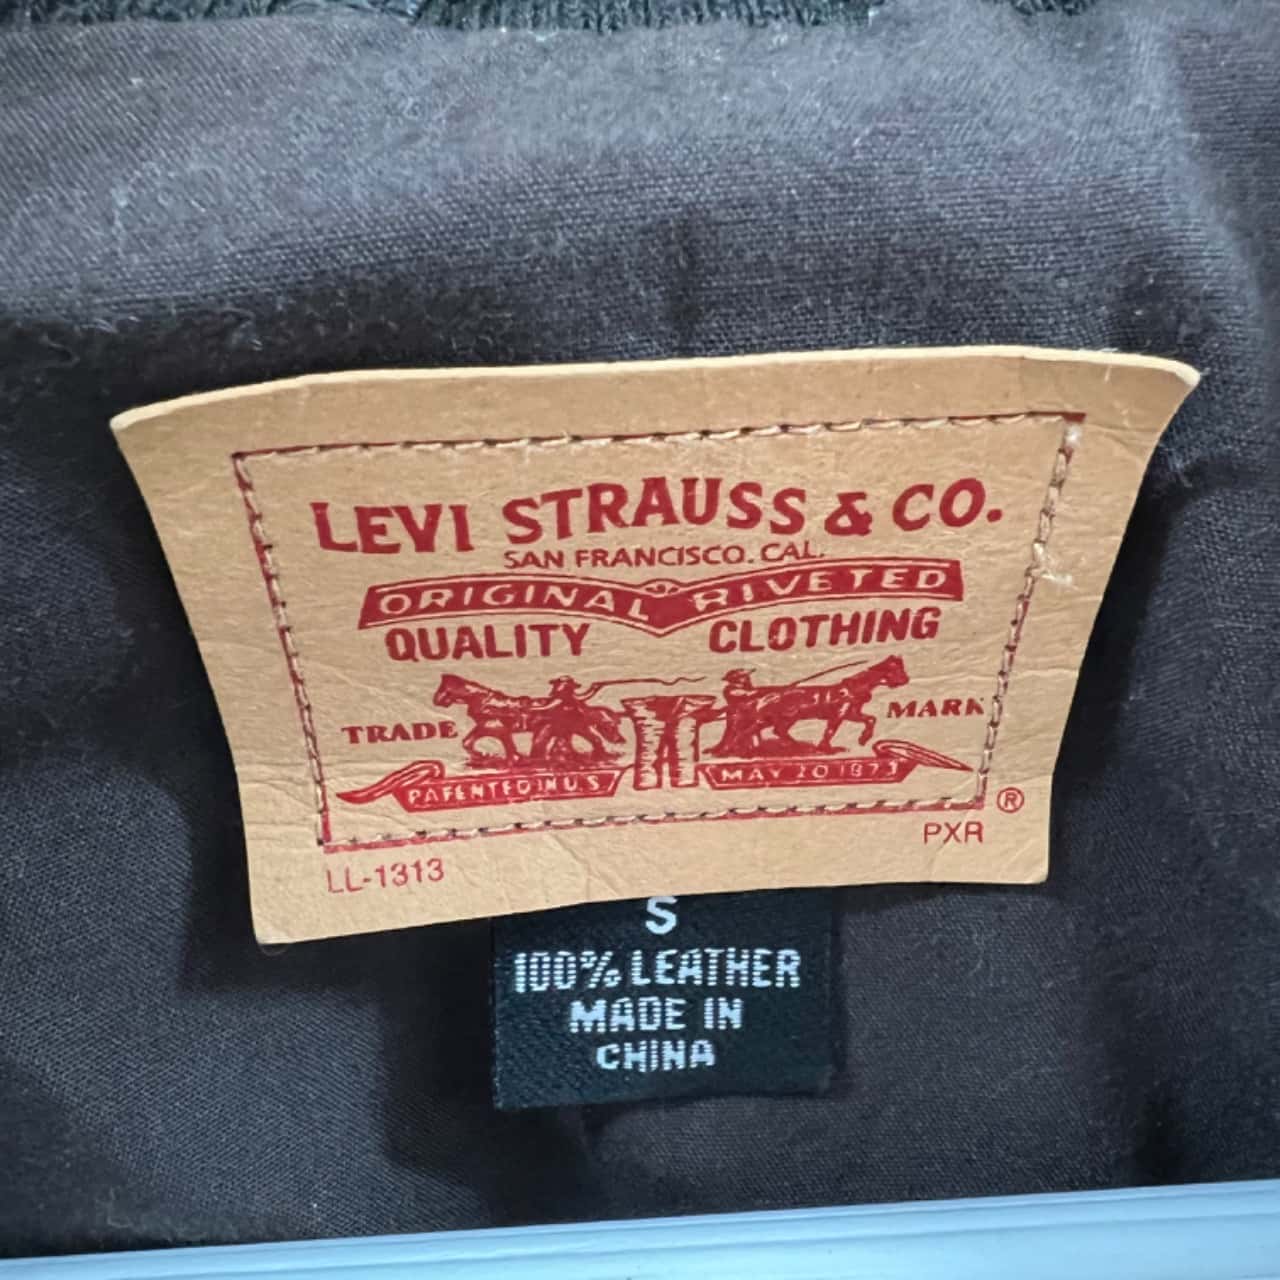 LEVI STRAUSS & CO.
SAN FRANCISCO. CAL.
ORIGINAL RIVETED
QUALITY CLOTHING
TRADE MARK
PATENTED IN U.S.
MAY 20 1873
®
PXR
LL-1313
S
100% LEATHER
MADE IN
CHINA